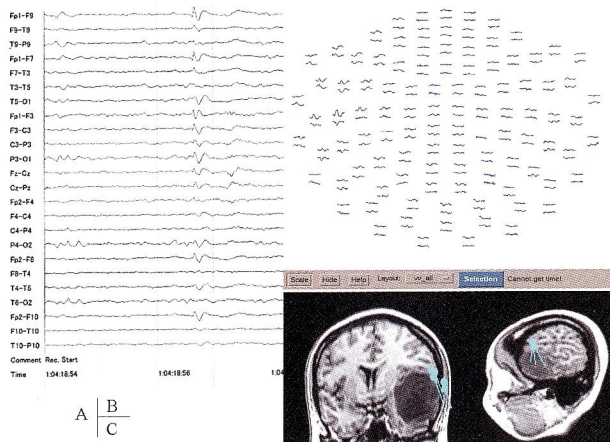 Fp1-F9
F9-T9
T9-P9
Fp1-F7
F7-T3
T3-T5
T5-O1
Fp1-F3
F3-C3
C3-P3
P3-O1
Fz-Cz
Cz-Pz
Fp2-F4
F4-C4
C4-P4
P4-O2
Fp2-F8
F8-T4
T4-T6
T6-O2
Fp2-F10
F10-T10
T10-P10
Comment Rec. Start
Time 1:04:18:54 1:04:18:56 1:04
Scale Hide Help Layout: vv_all Selection Cannot get time!
A B
C